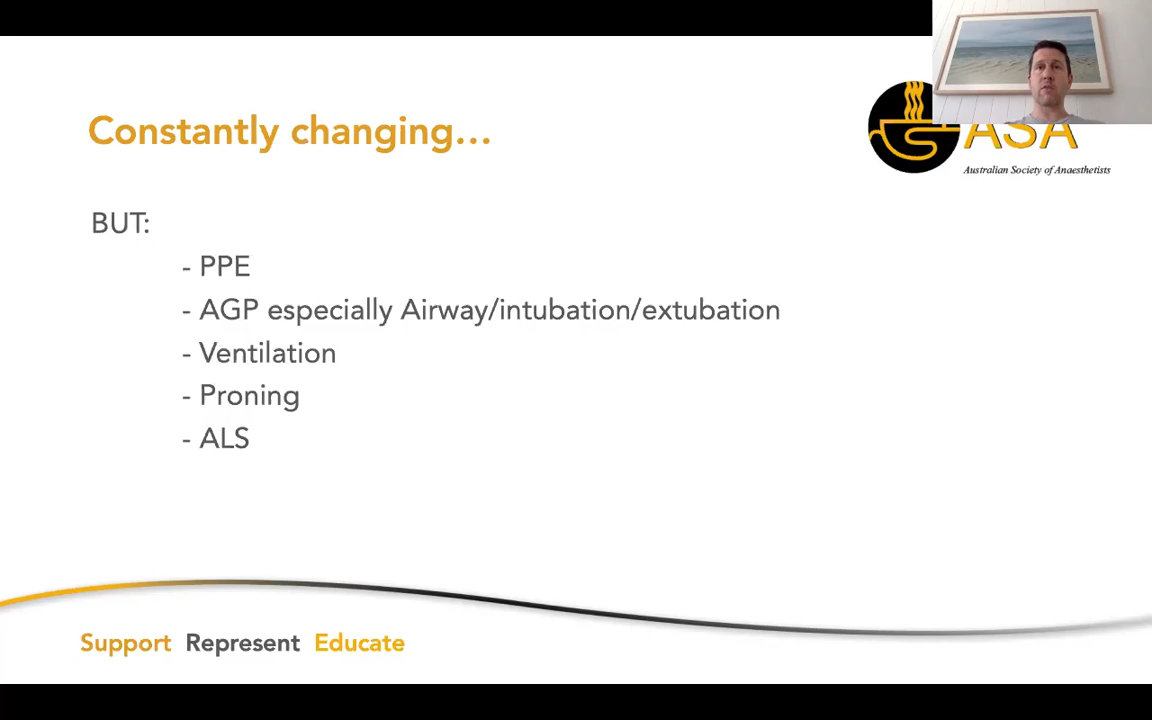 Constantly changing...
ASA
Australian Society of Anaesthetists
BUT:
- PPE
- AGP especially Airway/intubation/extubation
- Ventilation
- Proning
- ALS
Support Represent Educate